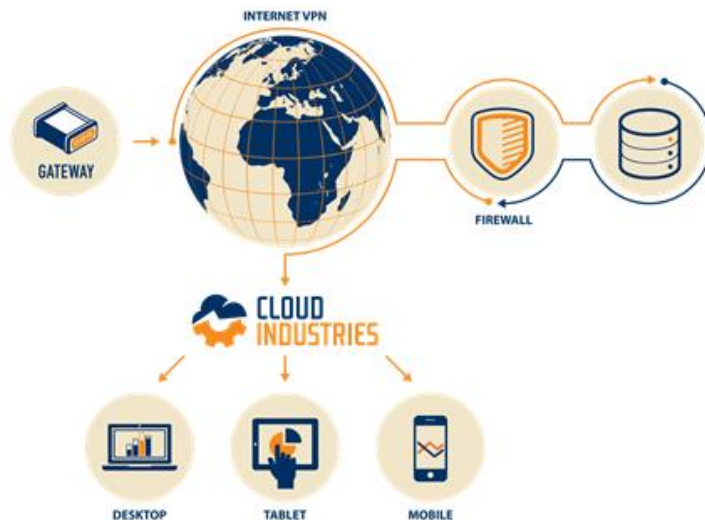 INTERNET VPN
GATEWAY
FIREWALL
CLOUD
INDUSTRIES
DESKTOP
TABLET
MOBILE